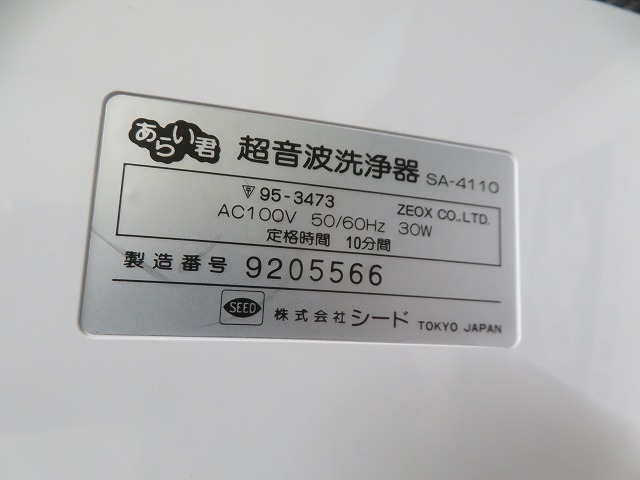 あらい君 超音波洗浄器 SA-4110
〒 95-3473 ZEOX CO.,LTD.
AC100V 50/60Hz 30W
定格時間 10分間
製造番号 9205566
SEED 株式会社シード TOKYO JAPAN